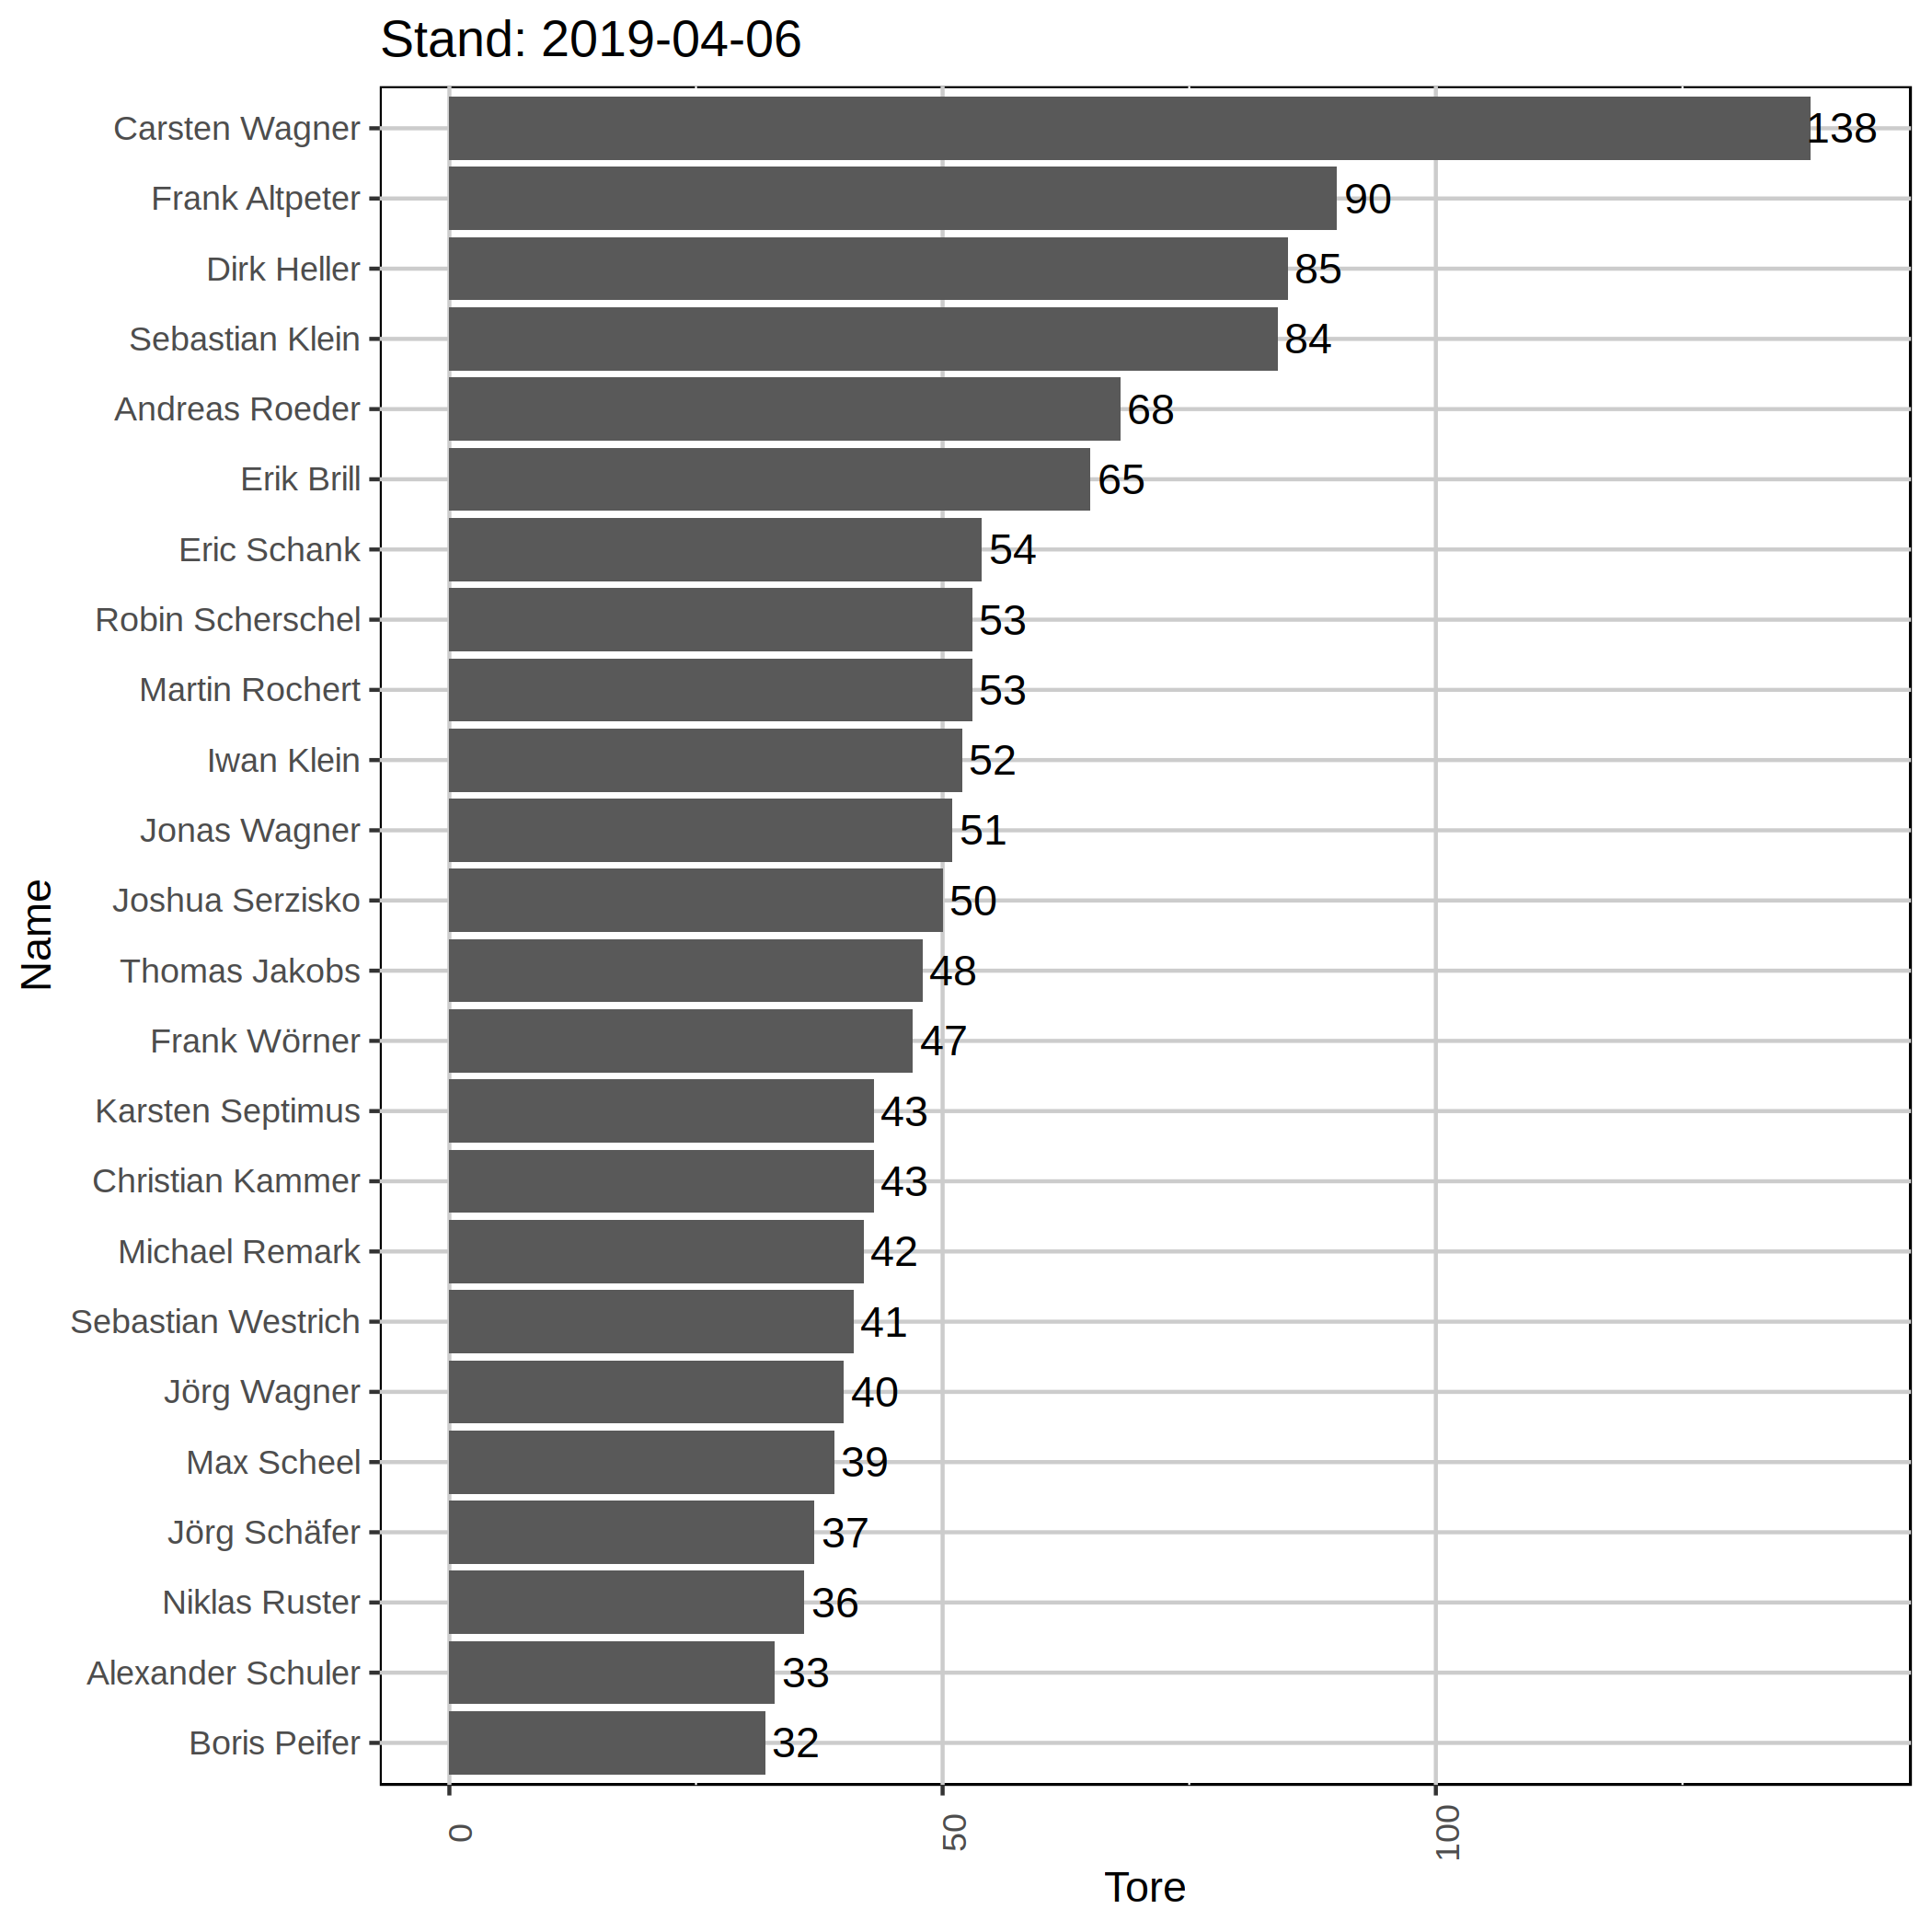 Stand: 2019-04-06
Name
Carsten Wagner 138
Frank Altpeter 90
Dirk Heller 85
Sebastian Klein 84
Andreas Roeder 68
Erik Brill 65
Eric Schank 54
Robin Scherschel 53
Martin Rochert 53
Iwan Klein 52
Jonas Wagner 51
Joshua Serzisko 50
Thomas Jakobs 48
Frank Wörner 47
Karsten Septimus 43
Christian Kammer 43
Michael Remark 42
Sebastian Westrich 41
Jörg Wagner 40
Max Scheel 39
Jörg Schäfer 37
Niklas Ruster 36
Alexander Schuler 33
Boris Peifer 32
0 50 100
Tore